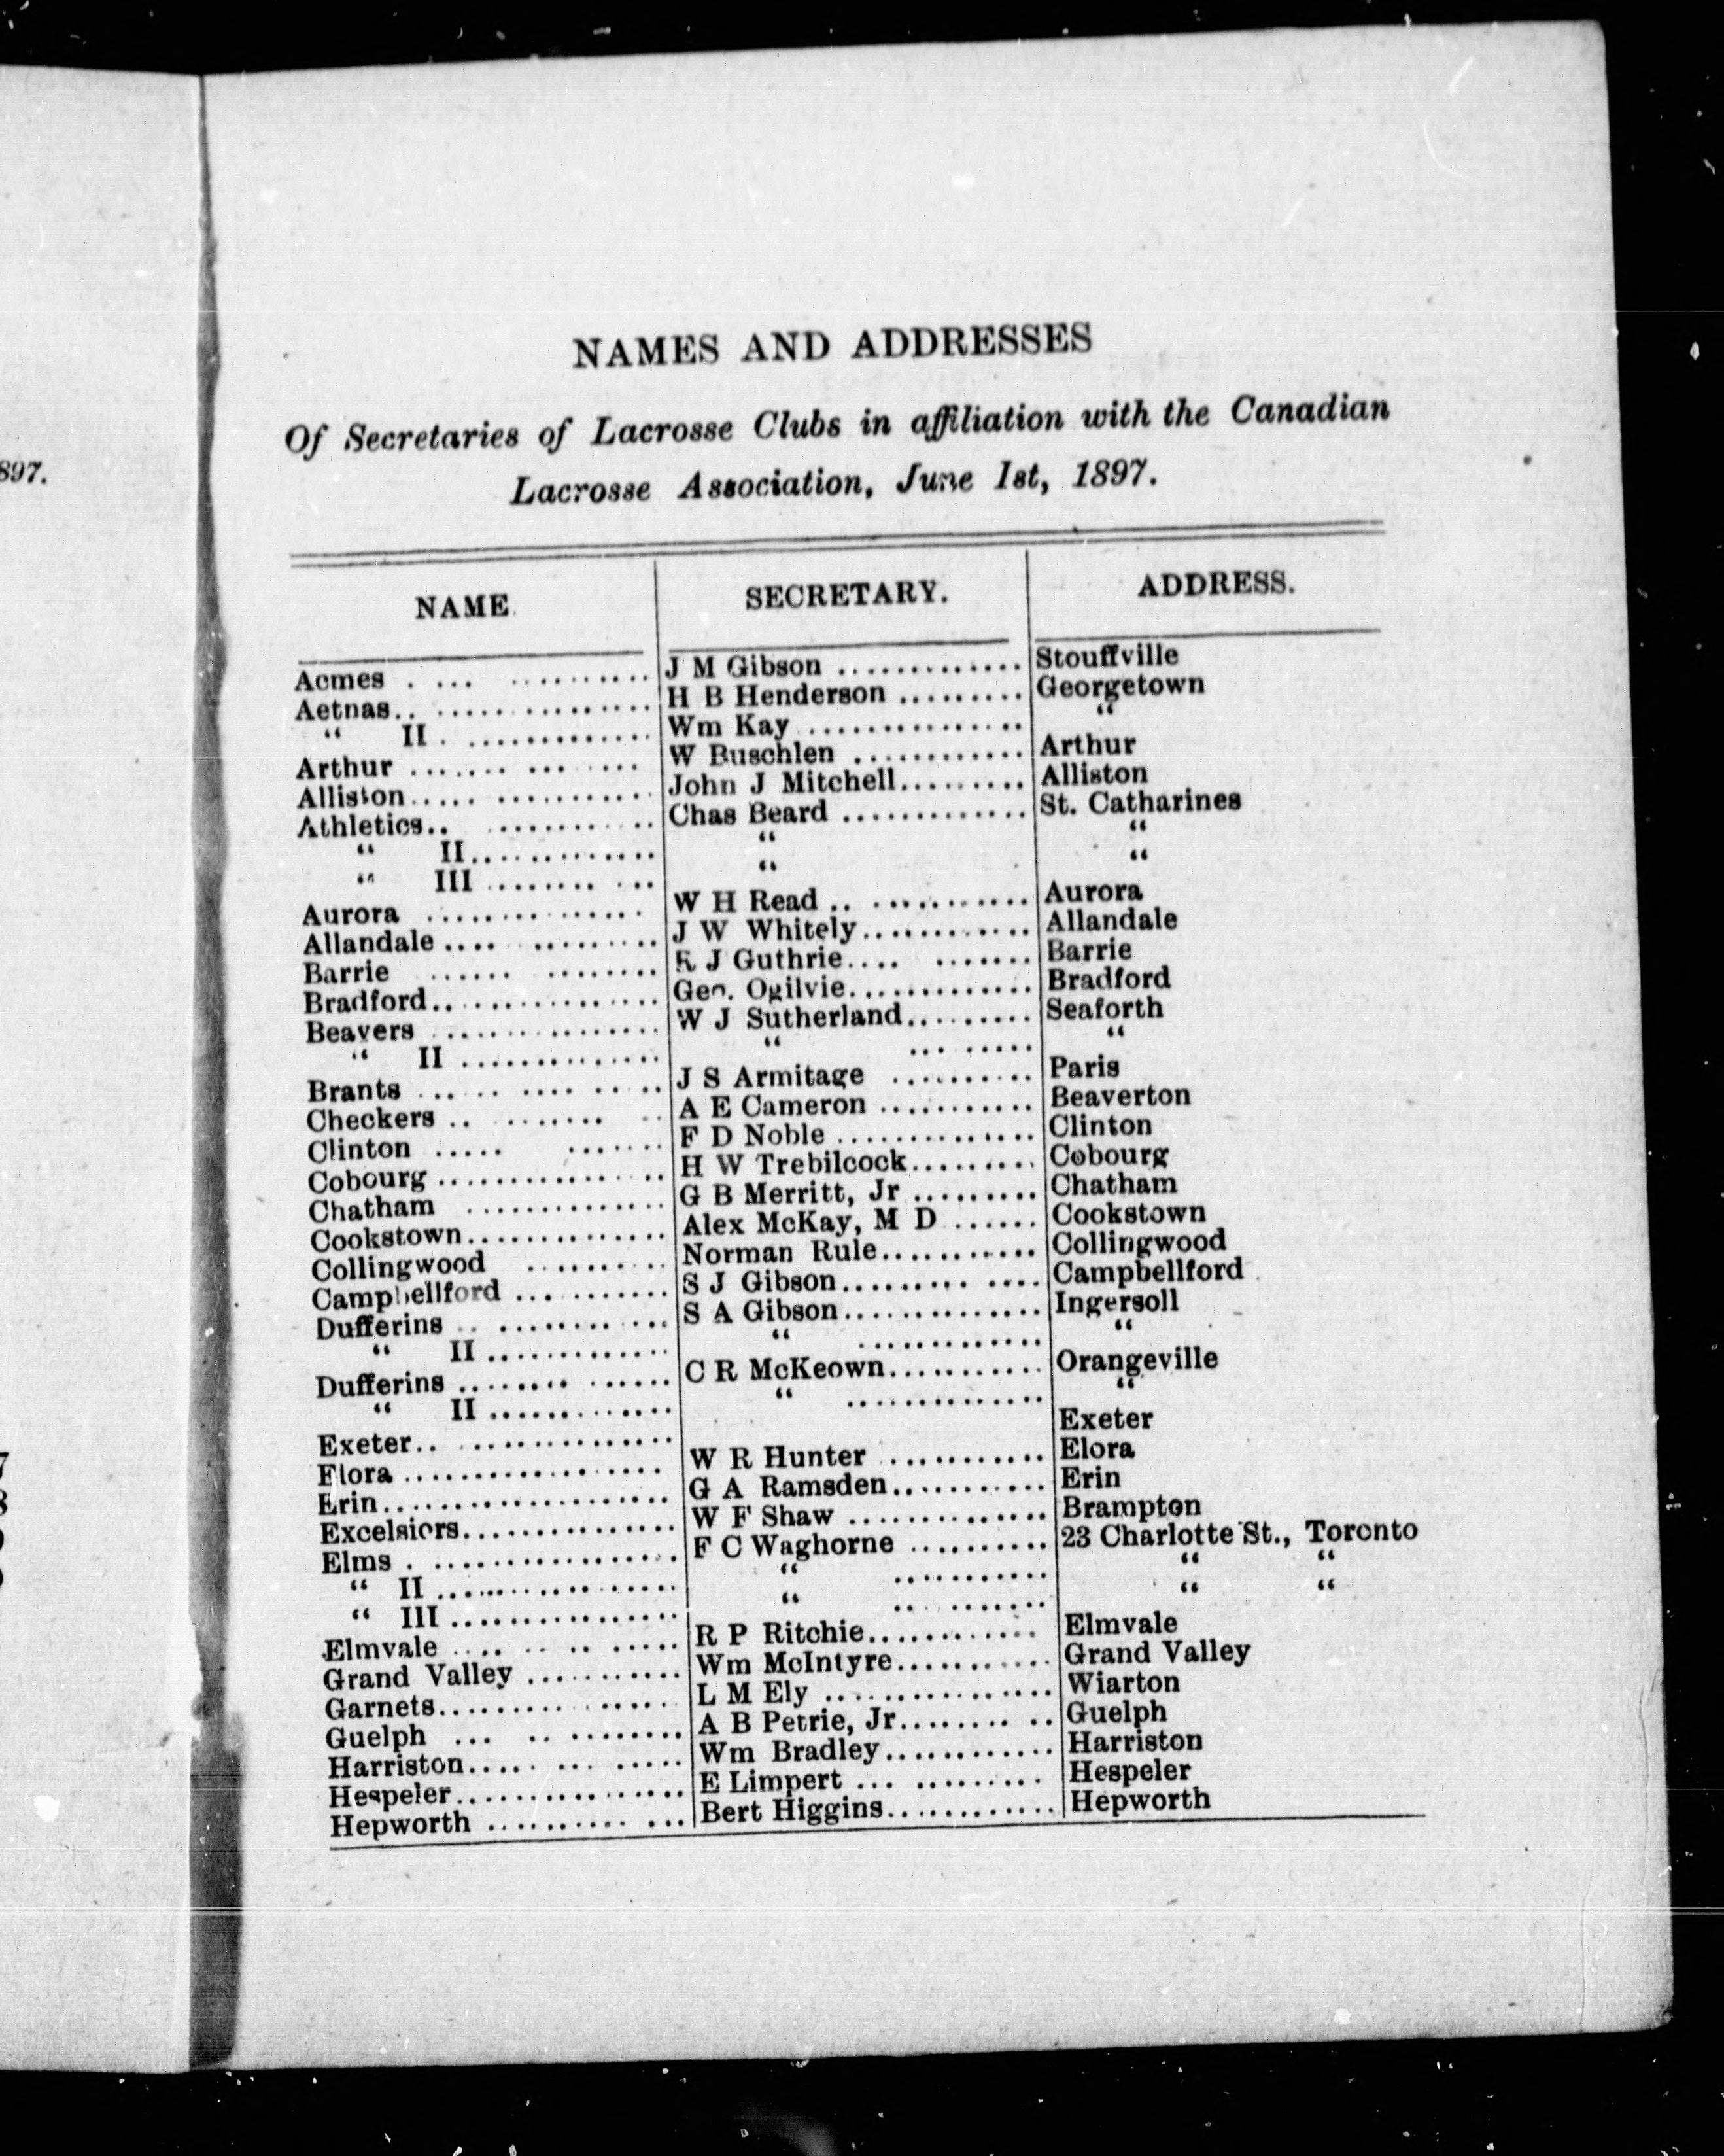 897.
NAMES AND ADDRESSES
Of Secretaries of Lacrosse Clubs in affiliation with the Canadian
Lacrosse Association, June Ist, 1897.
NAME. SECRETARY. ADDRESS.
Acmes . ... .......... J M Gibson ............. Stouffville
Aetnas.. ............... H B Henderson ......... Georgetown
“ II . ............. Wm Kay ............... “
Arthur ....... ... ..... W Buschlen ............ Arthur
Alliston..... ........... John J Mitchell......... Alliston
Athletics.. ........... Chas Beard ............. St. Catharines
“ II............. “ “
“ III ........ ... “ “
Aurora ............... W H Read .. ........... Aurora
Allandale .... ......... J W Whitely............ Allandale
Barrie ...... ........ R J Guthrie.... ....... Barrie
Bradford................ Geo. Ogilvie............. Bradford
Beavers ................ W J Sutherland......... Seaforth
“ II .............. “ ... ..... “
Brants ...... .... ..... J S Armitage .......... Paris
Checkers .. ........ .. A E Cameron ........... Beaverton
Clinton ..... ....... F D Noble .............. Clinton
Cobourg ................ H W Trebilcock......... Cobourg
Chatham .............. G B Merritt, Jr ......... Chatham
Cookstown.............. Alex McKay, M D ...... Cookstown
Collingwood .......... Norman Rule........... Collingwood
Campbellford ........... S J Gibson......... .... Campbellford
Dufferins .. ............ S A Gibson.............. Ingersoll
“ II ............. “ ............. “
Dufferins ........ ...... C R McKeown........... Orangeville
“ II ............. “ .............. “
Exeter.. ............... Exeter
Flora .................. W R Hunter ........... Elora
Erin.................... G A Ramsden........... Erin
Excelsiors............... W F Shaw .............. Brampton
Elms . ................. F C Waghorne .......... 23 Charlotte St., Toronto
“ II ................. “ ........... “ “
“ III ................ “ .. ........ “ “
Elmvale .... .. .. ..... R P Ritchie............ Elmvale
Grand Valley ........... Wm McIntyre........... Grand Valley
Garnets................. L M Ely ................ Wiarton
Guelph ... .. ........ A B Petrie, Jr........ .. Guelph
Harriston..... ... ..... Wm Bradley............ Harriston
Hespeler................ E Limpert ... ......... Hespeler
Hepworth .......... ... Bert Higgins............ Hepworth